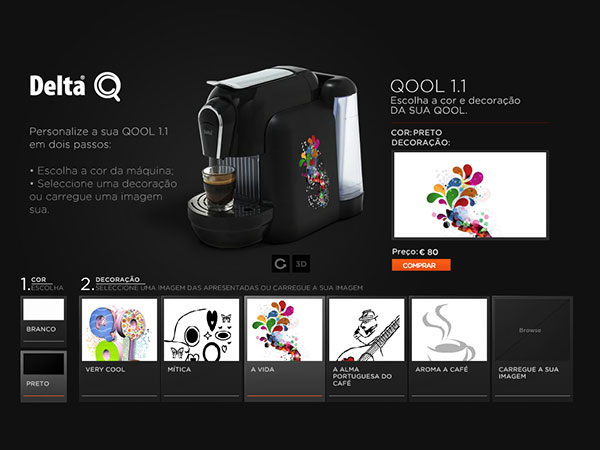 Delta Q
Personalize a sua QOOL 1.1
em dois passos:
• Escolha a cor da máquina;
• Seleccione uma decoração
ou carregue uma imagem
sua.
QOOL 1.1
Escolha a cor e decoração
DA SUA QOOL.
COR: PRETO
DECORAÇÃO:
Preço: € 80
COMPRAR
3D
1. COR
ESCOLHA
2. DECORAÇÃO
SELECCIONE UMA IMAGEM DAS APRESENTADAS OU CARREGUE A SUA IMAGEM
BRANCO
PRETO
VERY COOL
MÍTICA
A VIDA
A ALMA
PORTUGUESA DO
CAFÉ
AROMA A CAFÉ
Browse
CARREGUE A SUA
IMAGEM